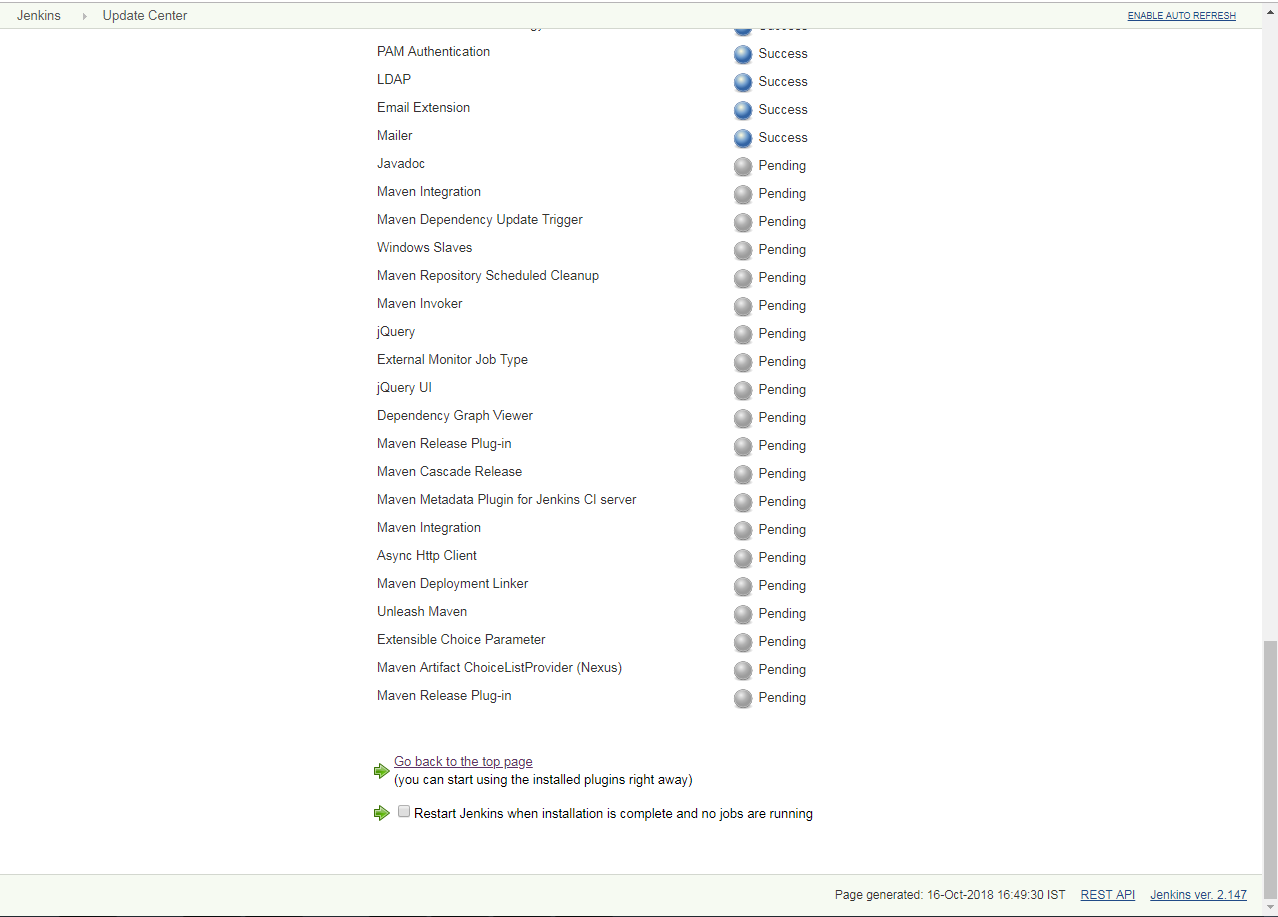 Jenkins Update Center ENABLE AUTO REFRESH
Success
PAM Authentication Success
LDAP Success
Email Extension Success
Mailer Success
Javadoc Pending
Maven Integration Pending
Maven Dependency Update Trigger Pending
Windows Slaves Pending
Maven Repository Scheduled Cleanup Pending
Maven Invoker Pending
jQuery Pending
External Monitor Job Type Pending
jQuery UI Pending
Dependency Graph Viewer Pending
Maven Release Plug-in Pending
Maven Cascade Release Pending
Maven Metadata Plugin for Jenkins CI server Pending
Maven Integration Pending
Async Http Client Pending
Maven Deployment Linker Pending
Unleash Maven Pending
Extensible Choice Parameter Pending
Maven Artifact ChoiceListProvider (Nexus) Pending
Maven Release Plug-in Pending
Go back to the top page
(you can start using the installed plugins right away)
Restart Jenkins when installation is complete and no jobs are running
Page generated: 16-Oct-2018 16:49:30 IST REST API Jenkins ver. 2.147